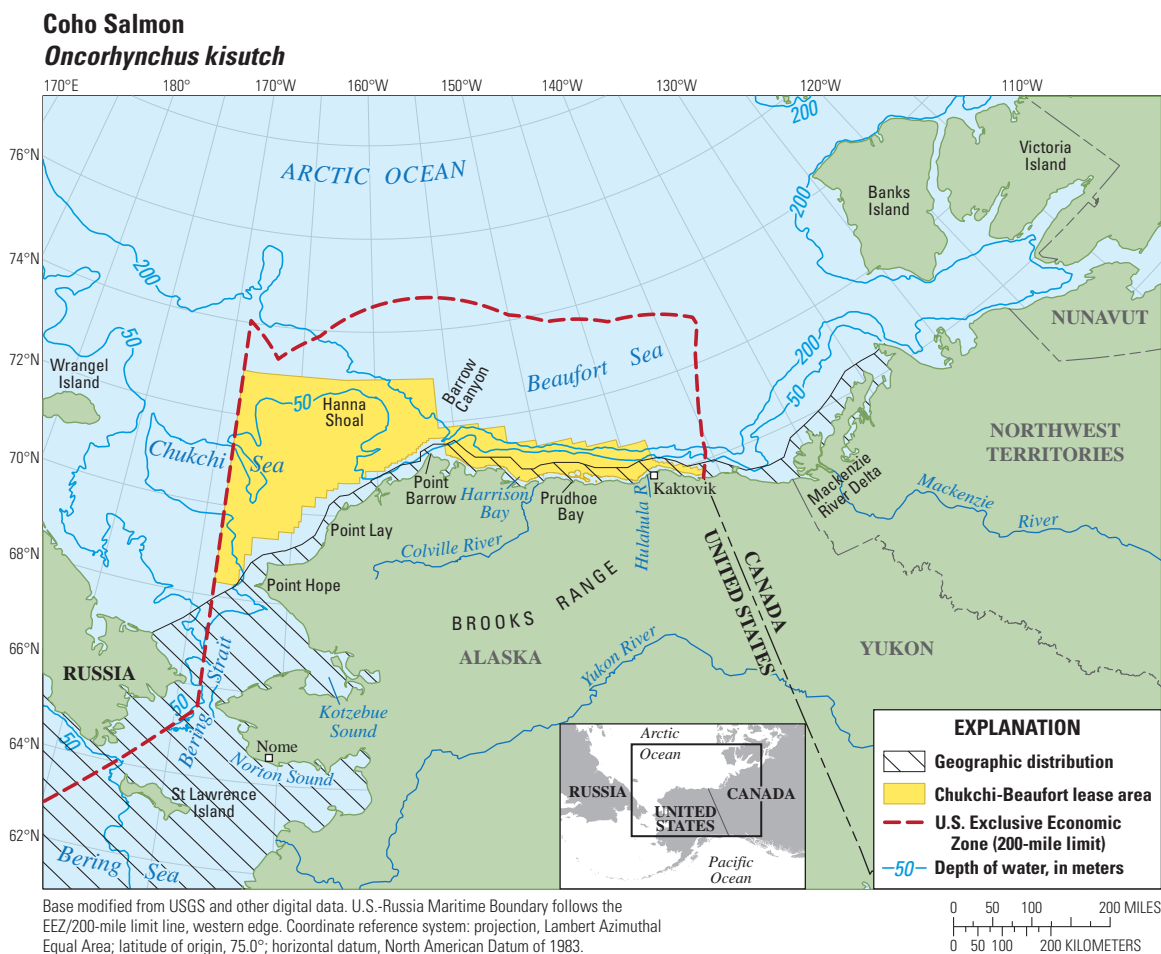 Coho Salmon
Oncorhynchus kisutch
170°E
180°
170°W
160°W
150°W
140°W
130°W
120°W
110°W
76°N
74°N
72°N
70°N
68°N
66°N
64°N
62°N
200
ARCTIC OCEAN
Victoria
Island
Banks
Island
200
200
NUNAVUT
50
Wrangel
Island
Beaufort Sea
Barrow
Canyon
200
50
50
Hanna
Shoal
Chukchi
Sea
NORTHWEST
TERRITORIES
Point
Barrow
Harrison
Bay
Prudhoe
Bay
Hulahula R.
Kaktovik
Mackenzie
River Delta
Mackenzie
River
Point Lay
Colville River
Point Hope
BROOKS RANGE
CANADA
UNITED STATES
ALASKA
YUKON
Yukon River
RUSSIA
Bering Strait
50
50
Kotzebue
Sound
Nome
Norton Sound
St Lawrence
Island
Bering Sea
Arctic
Ocean
RUSSIA
CANADA
UNITED
STATES
Pacific
Ocean
EXPLANATION
Geographic distribution
Chukchi-Beaufort lease area
U.S. Exclusive Economic
Zone (200-mile limit)
50 Depth of water, in meters
Base modified from USGS and other digital data. U.S.-Russia Maritime Boundary follows the
EEZ/200-mile limit line, western edge. Coordinate reference system: projection, Lambert Azimuthal
Equal Area; latitude of origin, 75.0°; horizontal datum, North American Datum of 1983.
0 50 100 200 MILES
0 50 100 200 KILOMETERS